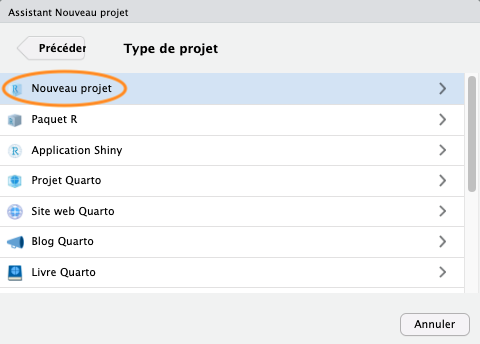 Assistant Nouveau projet
Précéder
Type de projet
Nouveau projet
Paquet R
Application Shiny
Projet Quarto
Site web Quarto
Blog Quarto
Livre Quarto
Annuler